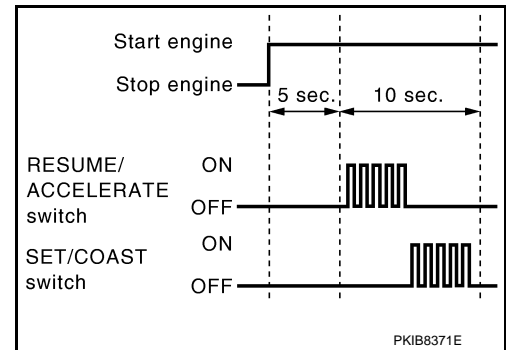 Start engine
Stop engine
5 sec.
10 sec.
RESUME/
ACCELERATE
switch
ON
OFF
SET/COAST
switch
ON
OFF
PKIB8371E